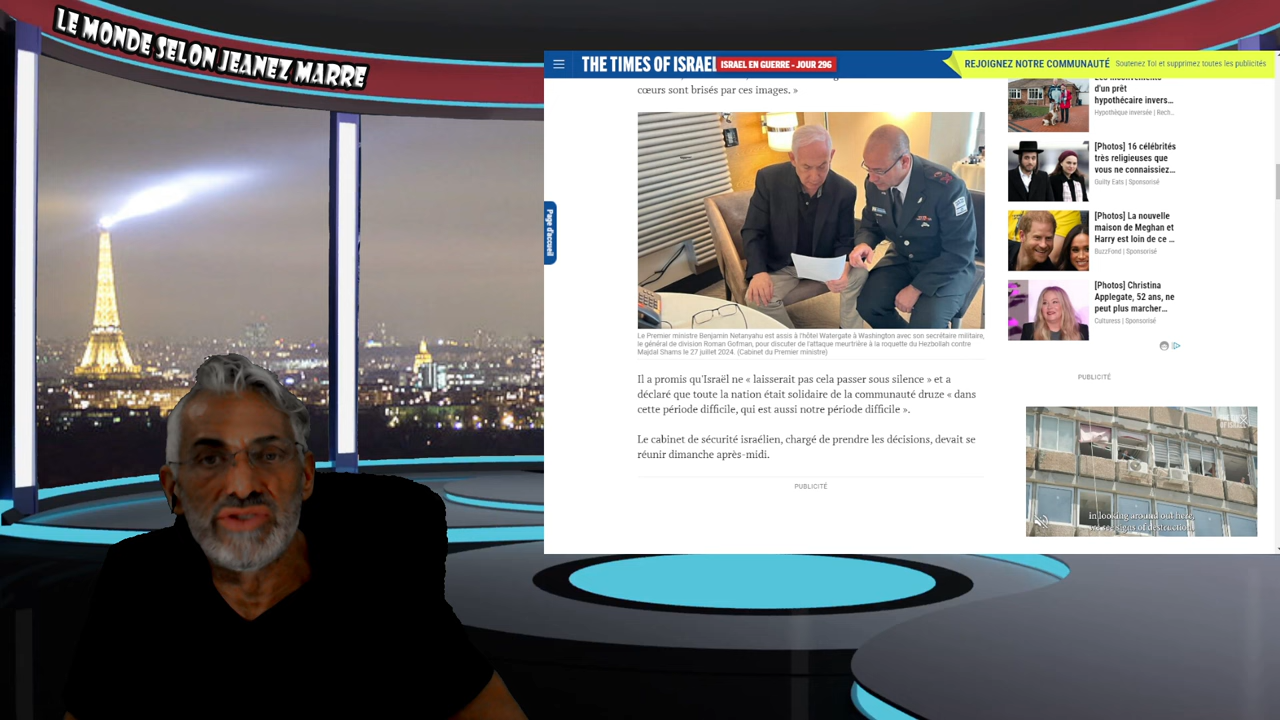 LE MONDE SELON JEANEZ MARRE
THE TIMES OF ISRAEL
ISRAEL EN GUERRE - JOUR 296
REJOIGNEZ NOTRE COMMUNAUTÉ
Soutenez ToI et supprimez toutes les publicités
Page d'accueil
cœurs sont brisés par ces images. »
Le Premier ministre Benjamin Netanyahu est assis à l'hôtel Watergate à Washington avec son secrétaire militaire,
le général de division Roman Gofman, pour discuter de l'attaque meurtrière à la roquette du Hezbollah contre
Majdal Shams le 27 juillet 2024. (Cabinet du Premier ministre)
Il a promis qu'Israël ne « laisserait pas cela passer sous silence » et a
déclaré que toute la nation était solidaire de la communauté druze « dans
cette période difficile, qui est aussi notre période difficile ».
Le cabinet de sécurité israélien, chargé de prendre les décisions, devait se
réunir dimanche après-midi.
PUBLICITÉ
d'un prêt
hypothécaire invers...
Hypothèque inversée | Rech...
[Photos] 16 célébrités
très religieuses que
vous ne connaissiez...
Guilty Eats | Sponsorisé
[Photos] La nouvelle
maison de Meghan et
Harry est loin de ce ...
BuzzFond | Sponsorisé
[Photos] Christina
Applegate, 52 ans, ne
peut plus marcher...
Culturess | Sponsorisé
PUBLICITÉ
in looking around out here,
we see signs of destruction